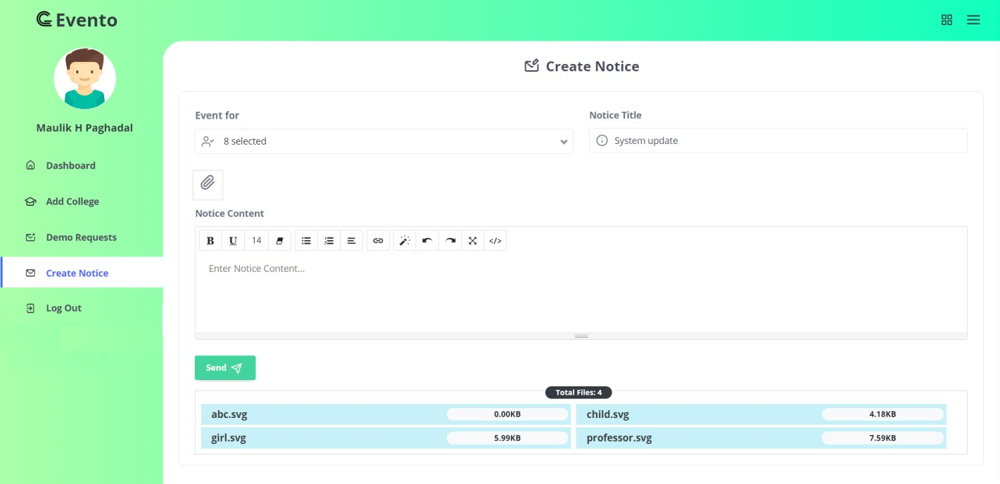 Evento
Maulik H Paghadal
Dashboard
Add College
Demo Requests
Create Notice
Log Out
Create Notice
Event for
8 selected
Notice Title
System update
Notice Content
B U 14 </>
Enter Notice Content...
Send
Total Files: 4
abc.svg 0.00KB
child.svg 4.18KB
girl.svg 5.99KB
professor.svg 7.59KB